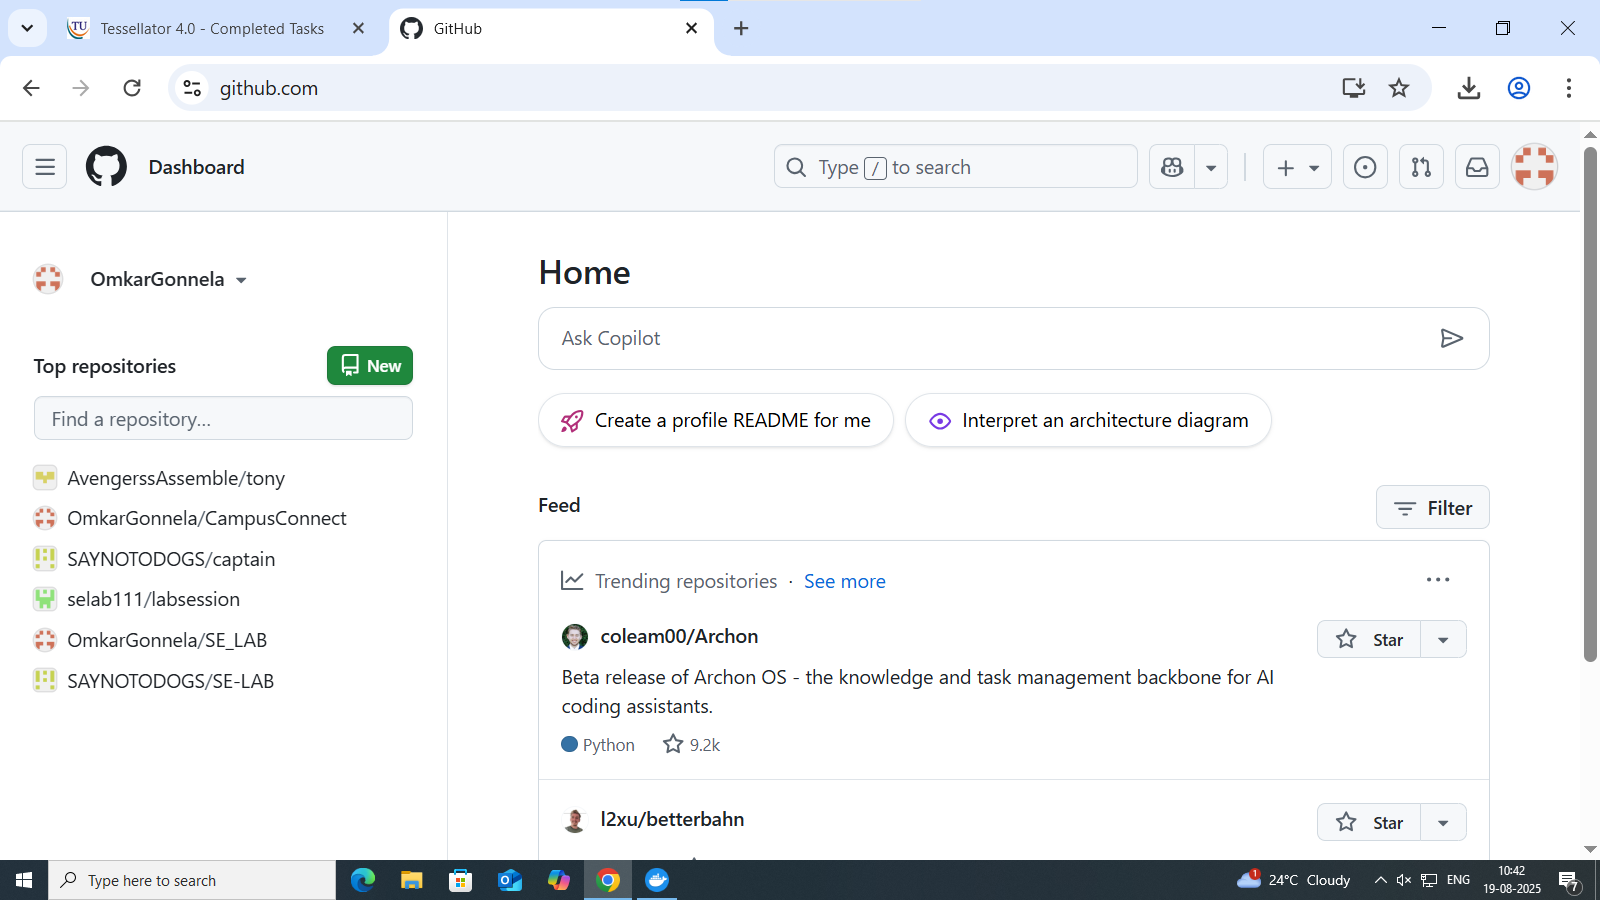 TU Tessellator 4.0 - Completed Tasks
GitHub
github.com
Dashboard
Type / to search
OmkarGonnela
Top repositories
New
Find a repository...
AvengerssAssemble/tony
OmkarGonnela/CampusConnect
SAYNOTODOGS/captain
selab111/labsession
OmkarGonnela/SE_LAB
SAYNOTODOGS/SE-LAB
Home
Ask Copilot
Create a profile README for me
Interpret an architecture diagram
Feed
Filter
Trending repositories · See more
coleam00/Archon
Star
Beta release of Archon OS - the knowledge and task management backbone for AI
coding assistants.
Python
9.2k
l2xu/betterbahn
Star
Type here to search
1
24°C Cloudy
ENG
10:42
19-08-2025
7